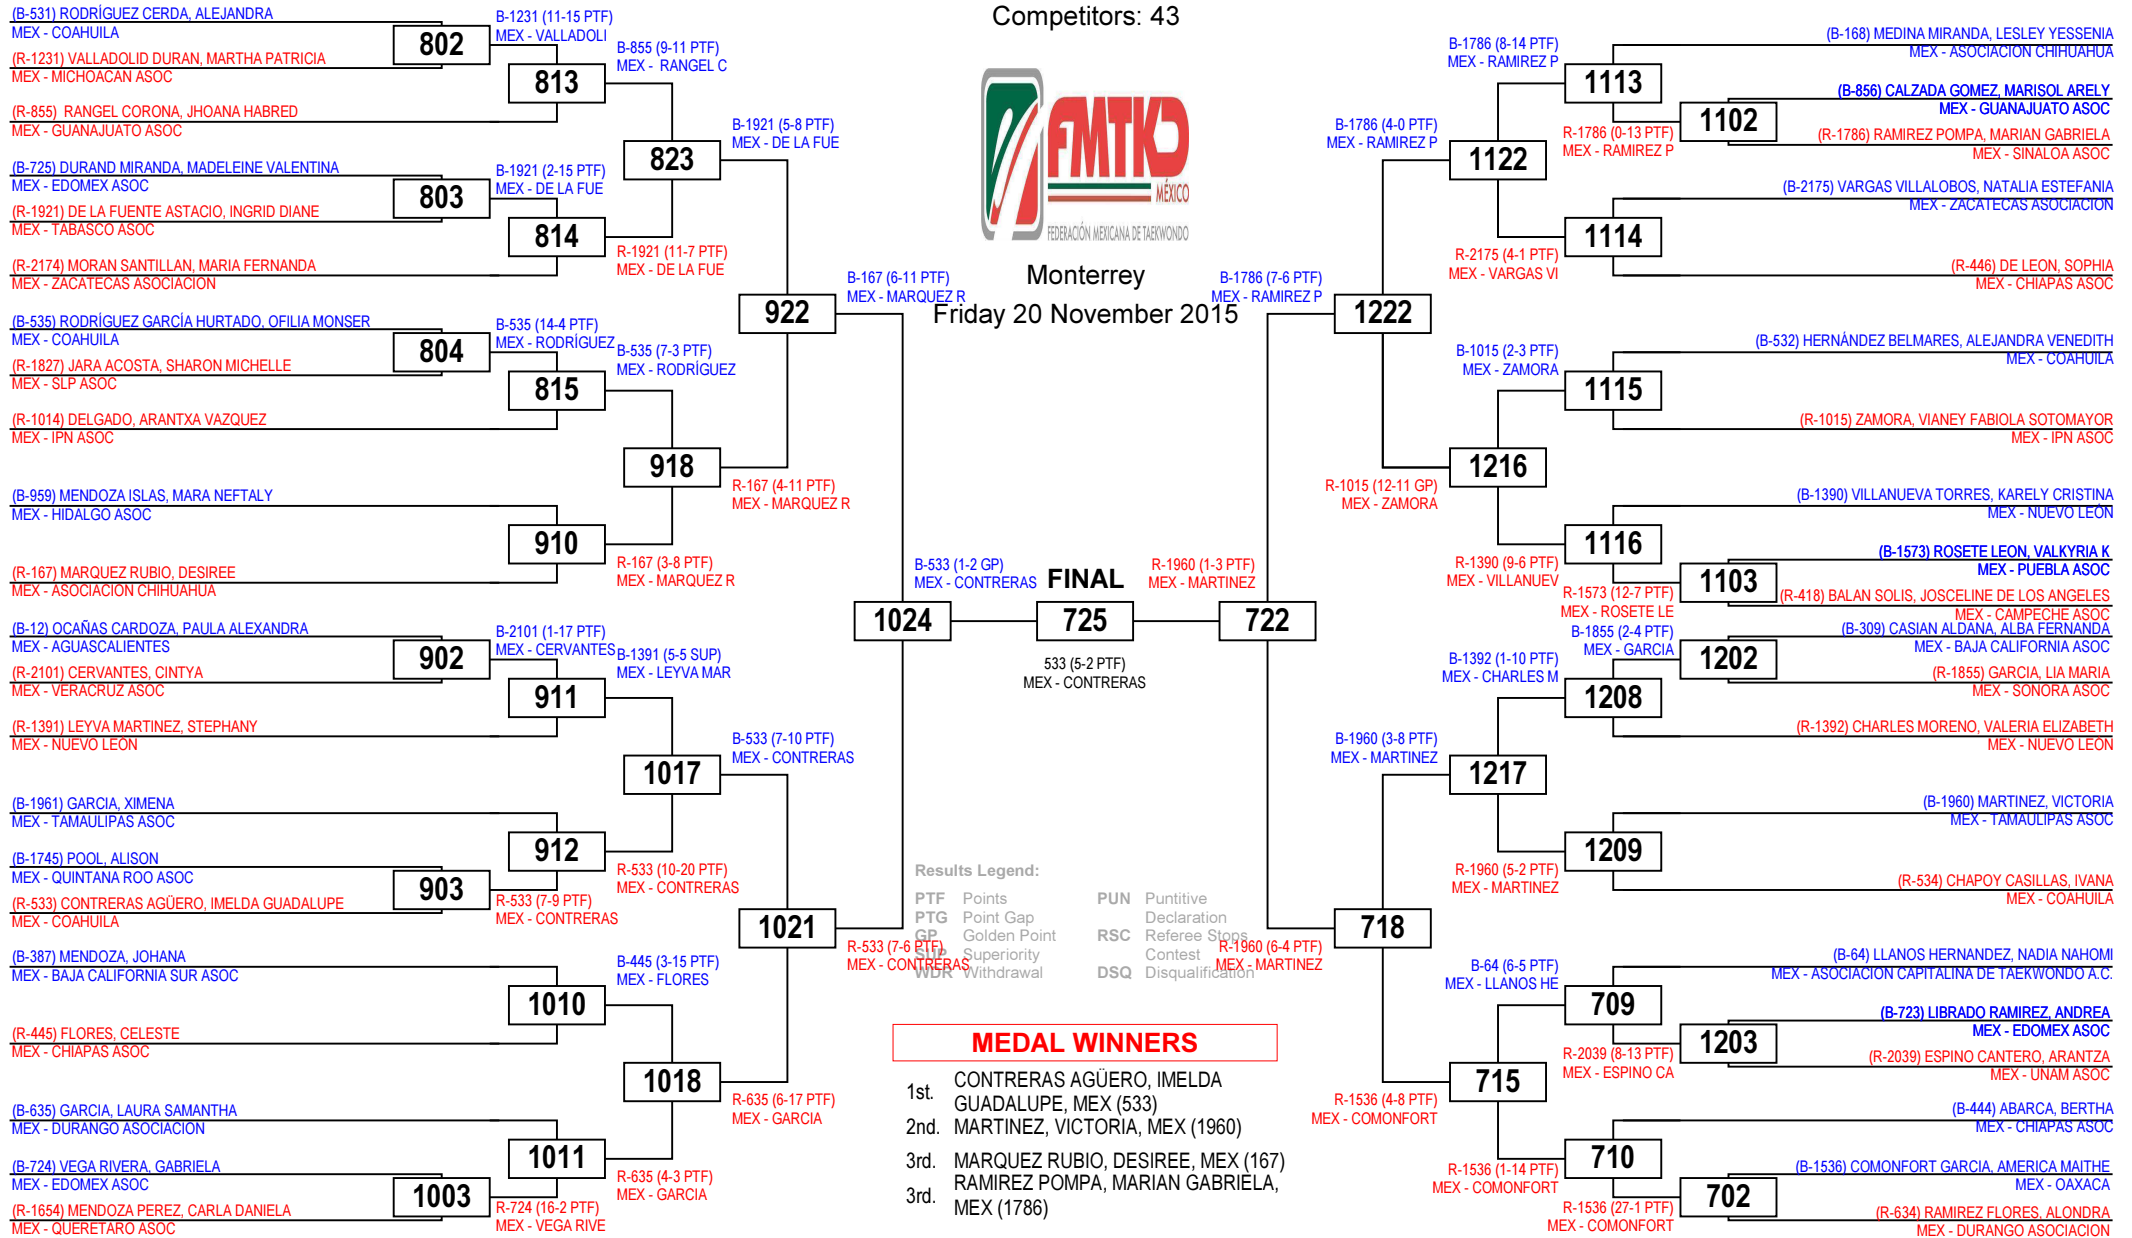 Competitors: 43
FMTKD
MÉXICO
FEDERACIÓN MEXICANA DE TAEKWONDO
Monterrey
Friday 20 November 2015
(B-531) RODRÍGUEZ CERDA, ALEJANDRA
MEX - COAHUILA
802
(R-1231) VALLADOLID DURAN, MARTHA PATRICIA
MEX - MICHOACAN ASOC
B-1231 (11-15 PTF)
MEX - VALLADOLI
813
(R-855) RANGEL CORONA, JHOANA HABRED
MEX - GUANAJUATO ASOC
B-855 (9-11 PTF)
MEX - RANGEL C
823
(B-725) DURAND MIRANDA, MADELEINE VALENTINA
MEX - EDOMEX ASOC
803
(R-1921) DE LA FUENTE ASTACIO, INGRID DIANE
MEX - TABASCO ASOC
B-1921 (2-15 PTF)
MEX - DE LA FUE
814
(R-2174) MORAN SANTILLAN, MARIA FERNANDA
MEX - ZACATECAS ASOCIACION
R-1921 (11-7 PTF)
MEX - DE LA FUE
B-1921 (5-8 PTF)
MEX - DE LA FUE
922
(B-535) RODRÍGUEZ GARCÍA HURTADO, OFILIA MONSER
MEX - COAHUILA
804
(R-1827) JARA ACOSTA, SHARON MICHELLE
MEX - SLP ASOC
B-535 (14-4 PTF)
MEX - RODRÍGUEZ
815
(R-1014) DELGADO, ARANTXA VAZQUEZ
MEX - IPN ASOC
B-535 (7-3 PTF)
MEX - RODRÍGUEZ
918
(B-959) MENDOZA ISLAS, MARA NEFTALY
MEX - HIDALGO ASOC
910
(R-167) MARQUEZ RUBIO, DESIREE
MEX - ASOCIACION CHIHUAHUA
R-167 (3-8 PTF)
MEX - MARQUEZ R
R-167 (4-11 PTF)
MEX - MARQUEZ R
B-167 (6-11 PTF)
MEX - MARQUEZ R
1024
(B-12) OCAÑAS CARDOZA, PAULA ALEXANDRA
MEX - AGUASCALIENTES
902
(R-2101) CERVANTES, CINTYA
MEX - VERACRUZ ASOC
B-2101 (1-17 PTF)
MEX - CERVANTES
911
(R-1391) LEYVA MARTINEZ, STEPHANY
MEX - NUEVO LEÓN
B-1391 (5-5 SUP)
MEX - LEYVA MAR
1017
(B-1961) GARCIA, XIMENA
MEX - TAMAULIPAS ASOC
912
(B-1745) POOL, ALISON
MEX - QUINTANA ROO ASOC
903
(R-533) CONTRERAS AGÜERO, IMELDA GUADALUPE
MEX - COAHUILA
R-533 (7-9 PTF)
MEX - CONTRERAS
R-533 (10-20 PTF)
MEX - CONTRERAS
B-533 (7-10 PTF)
MEX - CONTRERAS
1021
(B-387) MENDOZA, JOHANA
MEX - BAJA CALIFORNIA SUR ASOC
1010
(R-445) FLORES, CELESTE
MEX - CHIAPAS ASOC
B-445 (3-15 PTF)
MEX - FLORES
1018
(B-635) GARCIA, LAURA SAMANTHA
MEX - DURANGO ASOCIACION
1011
(B-724) VEGA RIVERA, GABRIELA
MEX - EDOMEX ASOC
1003
(R-1654) MENDOZA PEREZ, CARLA DANIELA
MEX - QUERETARO ASOC
R-724 (16-2 PTF)
MEX - VEGA RIVE
R-635 (4-3 PTF)
MEX - GARCIA
R-635 (6-17 PTF)
MEX - GARCIA
R-533 (7-6 PTF)
MEX - CONTRERAS
B-533 (1-2 GP)
MEX - CONTRERAS
FINAL
725
533 (5-2 PTF)
MEX - CONTRERAS
R-1960 (1-3 PTF)
MEX - MARTINEZ
722
(B-168) MEDINA MIRANDA, LESLEY YESSENIA
MEX - ASOCIACION CHIHUAHUA
1113
(B-856) CALZADA GOMEZ, MARISOL ARELY
MEX - GUANAJUATO ASOC
1102
(R-1786) RAMIREZ POMPA, MARIAN GABRIELA
MEX - SINALOA ASOC
R-1786 (0-13 PTF)
MEX - RAMIREZ P
B-1786 (8-14 PTF)
MEX - RAMIREZ P
1122
(B-2175) VARGAS VILLALOBOS, NATALIA ESTEFANIA
MEX - ZACATECAS ASOCIACION
1114
(R-446) DE LEON, SOPHIA
MEX - CHIAPAS ASOC
R-2175 (4-1 PTF)
MEX - VARGAS VI
B-1786 (4-0 PTF)
MEX - RAMIREZ P
1222
B-1786 (7-6 PTF)
MEX - RAMIREZ P
(B-532) HERNÁNDEZ BELMARES, ALEJANDRA VENEDITH
MEX - COAHUILA
1115
(R-1015) ZAMORA, VIANEY FABIOLA SOTOMAYOR
MEX - IPN ASOC
B-1015 (2-3 PTF)
MEX - ZAMORA
1216
(B-1390) VILLANUEVA TORRES, KARELY CRISTINA
MEX - NUEVO LEÓN
1116
(B-1573) ROSETE LEON, VALKYRIA K
MEX - PUEBLA ASOC
1103
(R-418) BALAN SOLIS, JOSCELINE DE LOS ANGELES
MEX - CAMPECHE ASOC
R-1573 (12-7 PTF)
MEX - ROSETE LE
R-1390 (9-6 PTF)
MEX - VILLANUEV
R-1015 (12-11 GP)
MEX - ZAMORA
(B-309) CASIAN ALDANA, ALBA FERNANDA
MEX - BAJA CALIFORNIA ASOC
1202
(R-1855) GARCIA, LIA MARIA
MEX - SONORA ASOC
B-1855 (2-4 PTF)
MEX - GARCIA
1208
(R-1392) CHARLES MORENO, VALERIA ELIZABETH
MEX - NUEVO LEÓN
B-1392 (1-10 PTF)
MEX - CHARLES M
1217
(B-1960) MARTINEZ, VICTORIA
MEX - TAMAULIPAS ASOC
1209
(R-534) CHAPOY CASILLAS, IVANA
MEX - COAHUILA
R-1960 (5-2 PTF)
MEX - MARTINEZ
B-1960 (3-8 PTF)
MEX - MARTINEZ
718
(B-64) LLANOS HERNANDEZ, NADIA NAHOMI
MEX - ASOCIACION CAPITALINA DE TAEKWONDO A.C.
709
(B-723) LIBRADO RAMIREZ, ANDREA
MEX - EDOMEX ASOC
1203
(R-2039) ESPINO CANTERO, ARANTZA
MEX - UNAM ASOC
R-2039 (8-13 PTF)
MEX - ESPINO CA
B-64 (6-5 PTF)
MEX - LLANOS HE
715
(B-444) ABARCA, BERTHA
MEX - CHIAPAS ASOC
710
(B-1536) COMONFORT GARCIA, AMERICA MAITHE
MEX - OAXACA
702
(R-634) RAMIREZ FLORES, ALONDRA
MEX - DURANGO ASOCIACION
R-1536 (27-1 PTF)
MEX - COMONFORT
R-1536 (1-14 PTF)
MEX - COMONFORT
R-1536 (4-8 PTF)
MEX - COMONFORT
R-1960 (6-4 PTF)
MEX - MARTINEZ
Results Legend:
PTF Points
PTG Point Gap
GP Golden Point
SUP Superiority
WDR Withdrawal
PUN Puntitive
Declaration
RSC Referee Stops
Contest
DSQ Disqualification
MEDAL WINNERS
1st. CONTRERAS AGÜERO, IMELDA
GUADALUPE, MEX (533)
2nd. MARTINEZ, VICTORIA, MEX (1960)
3rd. MARQUEZ RUBIO, DESIREE, MEX (167)
3rd. RAMIREZ POMPA, MARIAN GABRIELA,
MEX (1786)